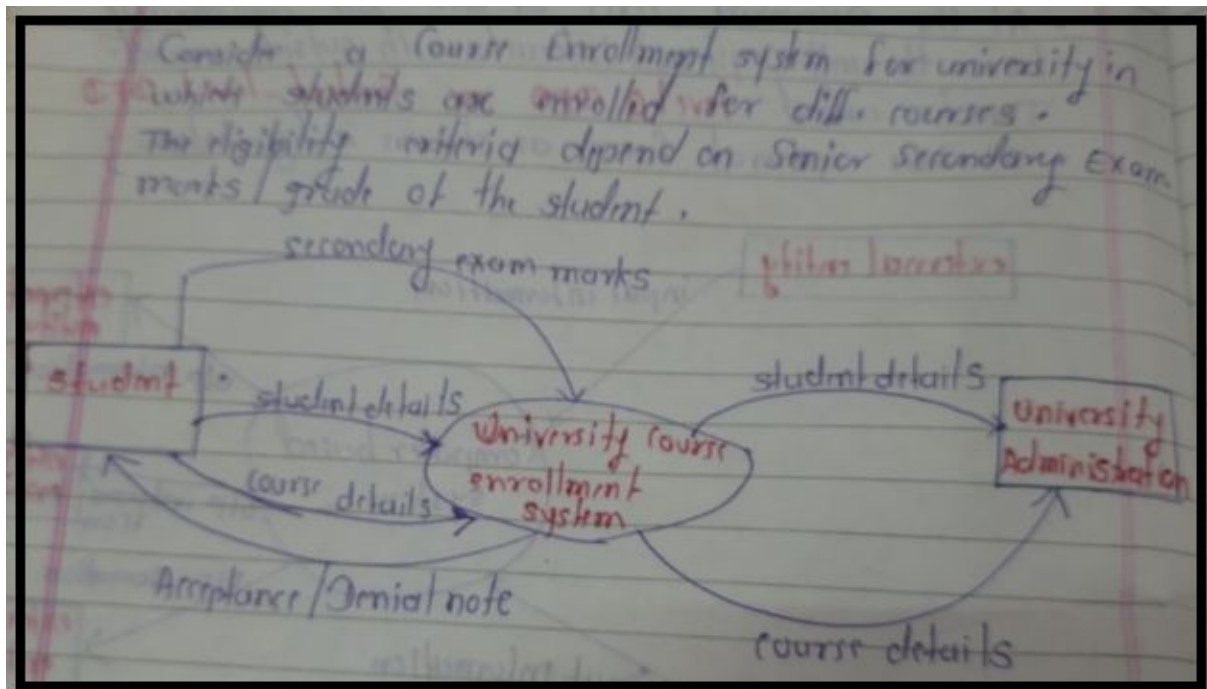 Consider a Course Enrollment system for university in
which students are enrolled for diff. courses.
The eligibility criteria depend on Senior secondary Exam
marks/grade of the student.
secondary exam marks
student
student details
student details
University course
enrollment
system
University
Administration
course details
Acceptance/Denial note
course details